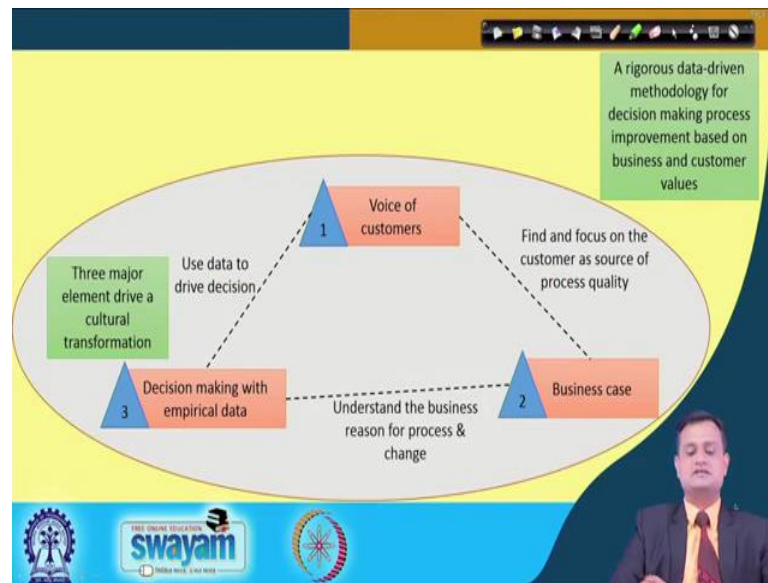 A rigorous data-driven
methodology for
decision making process
improvement based on
business and customer
values
1
Voice of
customers
Use data to
drive decision
Find and focus on the
customer as source of
process quality
Three major
element drive a
cultural
transformation
3
Decision making with
empirical data
2
Business case
Understand the business
reason for process &
change
FREE ONLINE EDUCATION
swayam